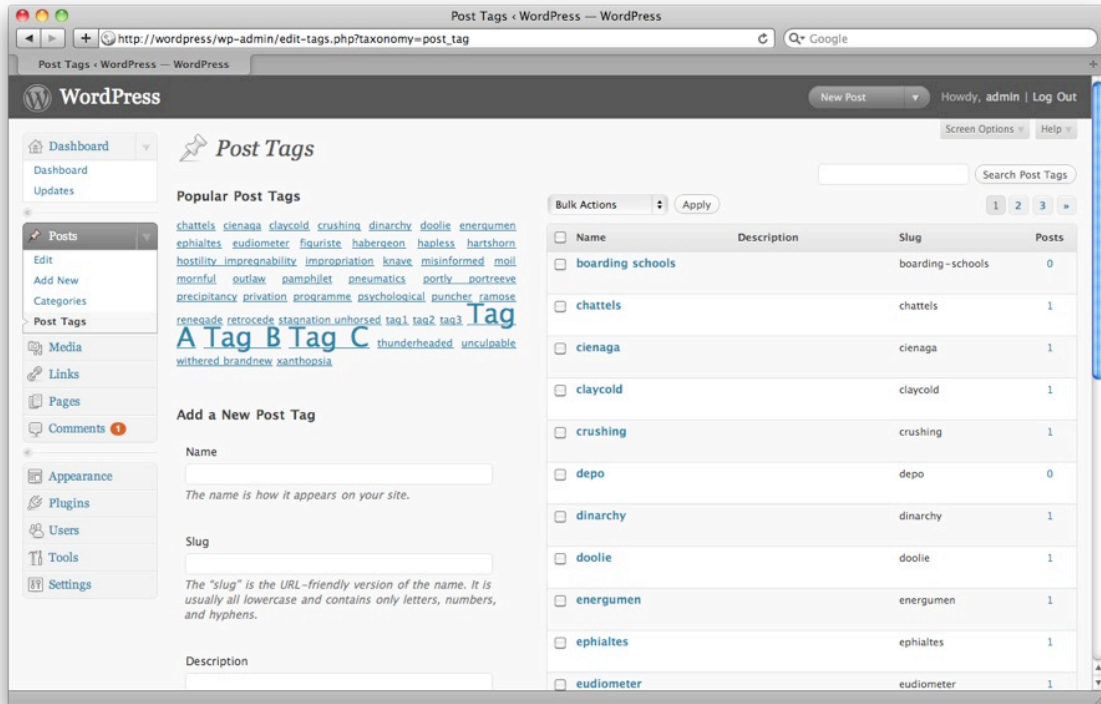 Post Tags ‹ WordPress — WordPress
http://wordpress/wp-admin/edit-tags.php?taxonomy=post_tag
Google
Post Tags ‹ WordPress — WordPress
WordPress
New Post
Howdy, admin | Log Out
Screen Options
Help
Dashboard
Dashboard
Updates
Posts
Edit
Add New
Categories
Post Tags
Media
Links
Pages
Comments 1
Appearance
Plugins
Users
Tools
Settings
Post Tags
Popular Post Tags
chattels cienaga claycold crushing dinarchy doolie energumen
ephialtes eudiometer figuriste habergeon hapless hartshorn
hostility impregnability impropriation knave misinformed moil
mornful outlaw pamphjlet pneumatics portly portreeve
precipitancy privation programme psychological puncher ramose
renegade retrocede stagnation unhorsed tag1 tag2 tag3 Tag
A Tag B Tag C thunderheaded unculpable
withered brandnew xanthopsia
Add a New Post Tag
Name
The name is how it appears on your site.
Slug
The "slug" is the URL-friendly version of the name. It is
usually all lowercase and contains only letters, numbers,
and hyphens.
Description
Search Post Tags
Bulk Actions
Apply
1 2 3 »
Name Description Slug Posts
boarding schools boarding-schools 0
chattels chattels 1
cienaga cienaga 1
claycold claycold 1
crushing crushing 1
depo depo 0
dinarchy dinarchy 1
doolie doolie 1
energumen energumen 1
ephialtes ephialtes 1
eudiometer eudiometer 1